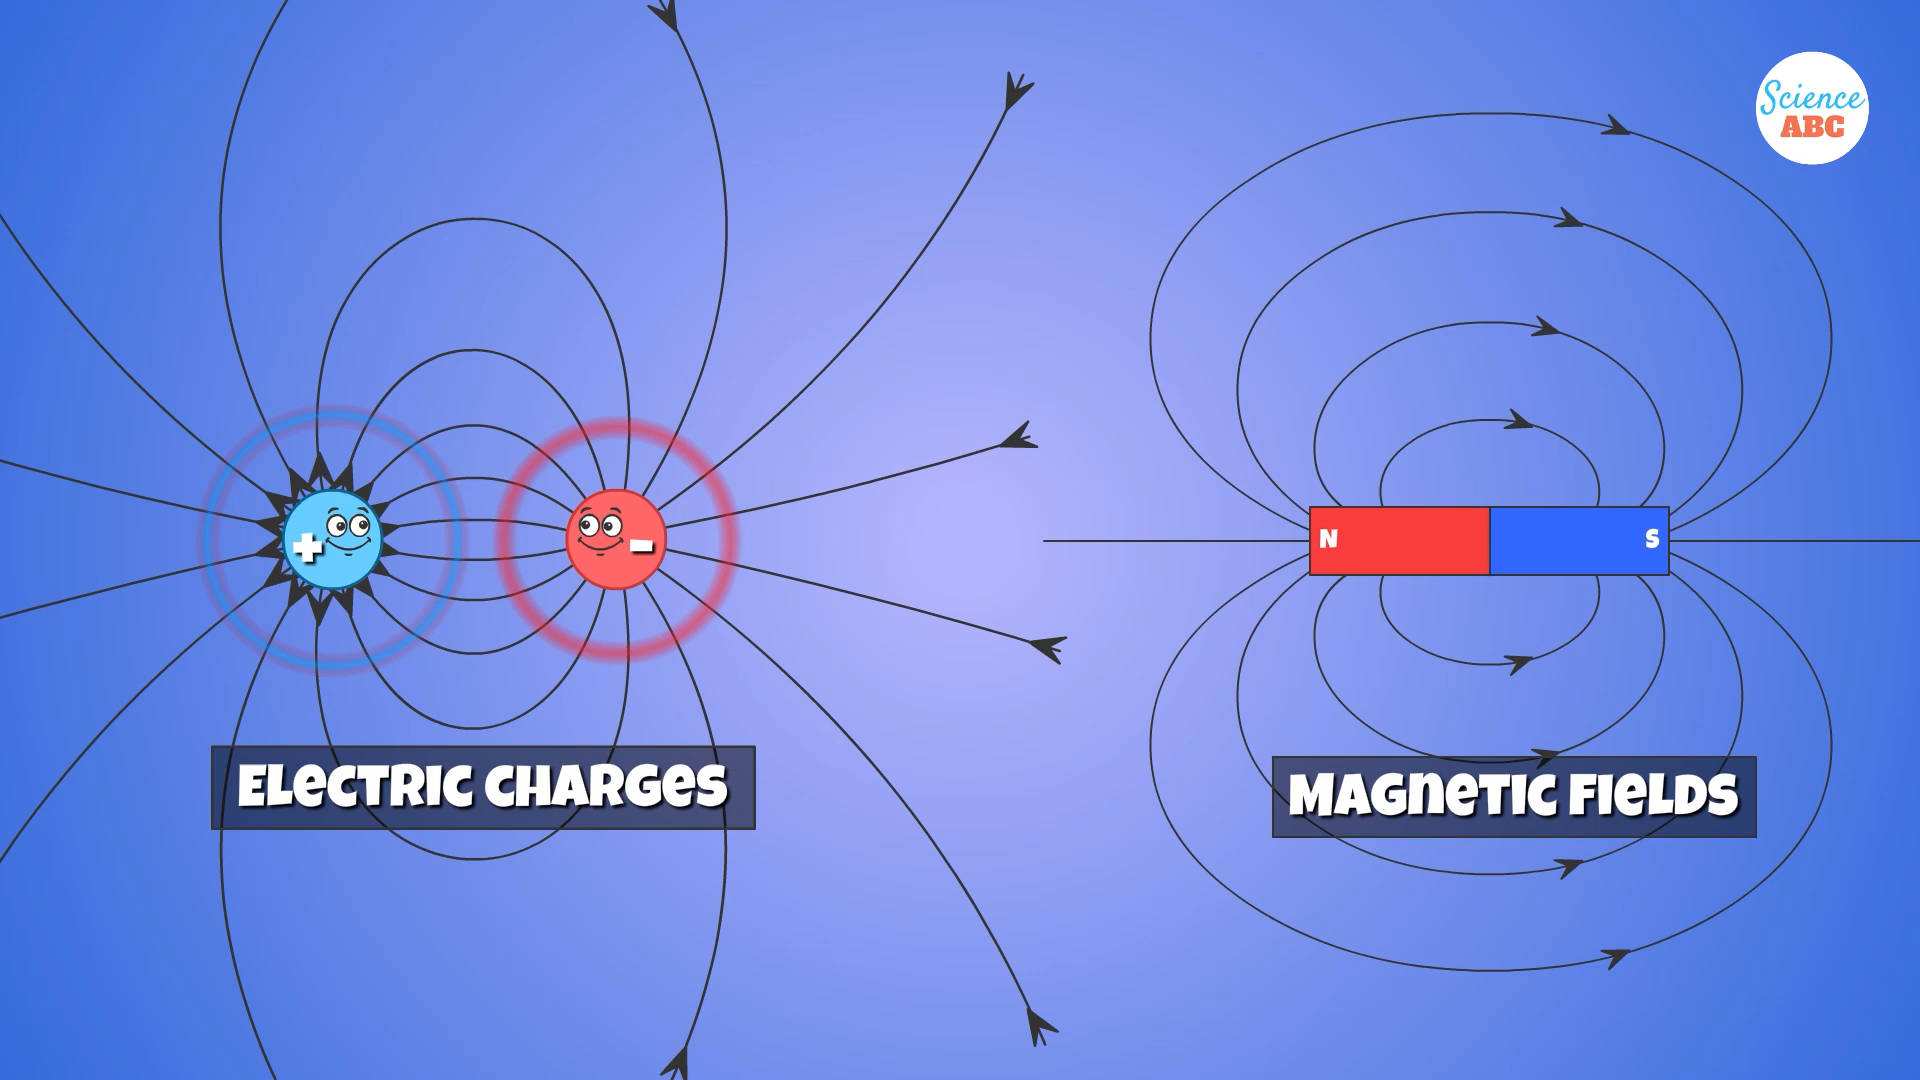 Science
ABC
+
-
N
S
Electric Charges
Magnetic Fields